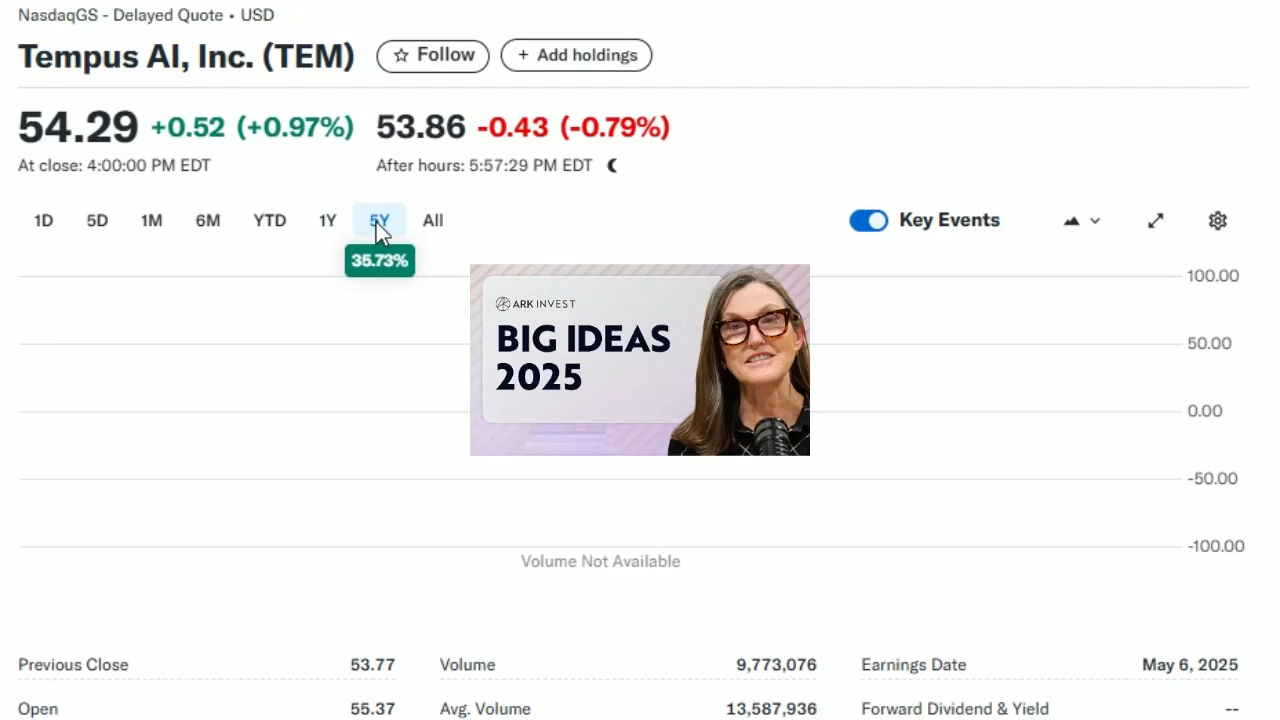 NasdaqGS - Delayed Quote • USD
Tempus AI, Inc. (TEM)
Follow
+ Add holdings
54.29 +0.52 (+0.97%) 53.86 -0.43 (-0.79%)
At close: 4:00:00 PM EDT
After hours: 5:57:29 PM EDT
1D 5D 1M 6M YTD 1Y 5Y All
Key Events
35.73%
100.00
50.00
0.00
-50.00
-100.00
ARK INVEST
BIG IDEAS
2025
Volume Not Available
Previous Close 53.77
Volume 9,773,076
Earnings Date May 6, 2025
Open 55.37
Avg. Volume 13,587,936
Forward Dividend & Yield --